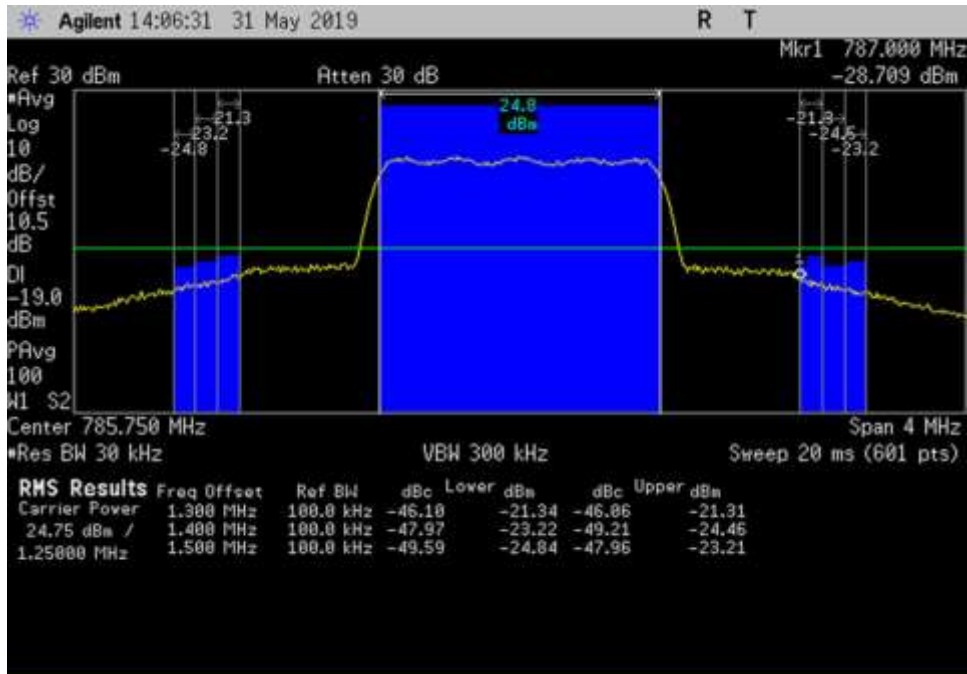 Agilent 14:06:31 31 May 2019 R T
Mkr1 787.000 MHz
Ref 30 dBm Atten 30 dB -28.709 dBm
*Avg
Log
10
dB/
Offst
10.5
dB
DI
-19.0
dBm
PAvg
100
W1 S2
24.8
dBm
-21.3
-23.2
-24.8
-21.3
-24.5
-23.2
1
Center 785.750 MHz Span 4 MHz
*Res BW 30 kHz VBW 300 kHz Sweep 20 ms (601 pts)
RMS Results Freq Offset Ref BW dBc Lower dBm dBc Upper dBm
Carrier Power 1.300 MHz 100.0 kHz -46.10 -21.34 -46.06 -21.31
24.75 dBm / 1.400 MHz 100.0 kHz -47.97 -23.22 -49.21 -24.46
1.25000 MHz 1.500 MHz 100.0 kHz -49.59 -24.84 -47.96 -23.21